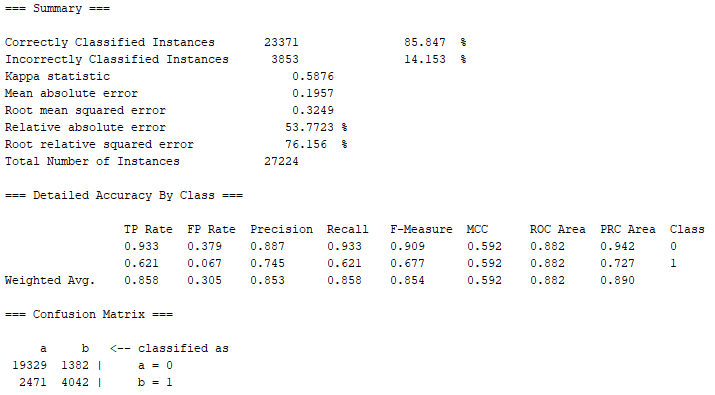 === Summary ===
Correctly Classified Instances 23371 85.847 %
Incorrectly Classified Instances 3853 14.153 %
Kappa statistic 0.5876
Mean absolute error 0.1957
Root mean squared error 0.3249
Relative absolute error 53.7723 %
Root relative squared error 76.156 %
Total Number of Instances 27224
=== Detailed Accuracy By Class ===
TP Rate FP Rate Precision Recall F-Measure MCC ROC Area PRC Area Class
0.933 0.379 0.887 0.933 0.909 0.592 0.882 0.942 0
0.621 0.067 0.745 0.621 0.677 0.592 0.882 0.727 1
Weighted Avg. 0.858 0.305 0.853 0.858 0.854 0.592 0.882 0.890
=== Confusion Matrix ===
a b <-- classified as
19329 1382 | a = 0
2471 4042 | b = 1